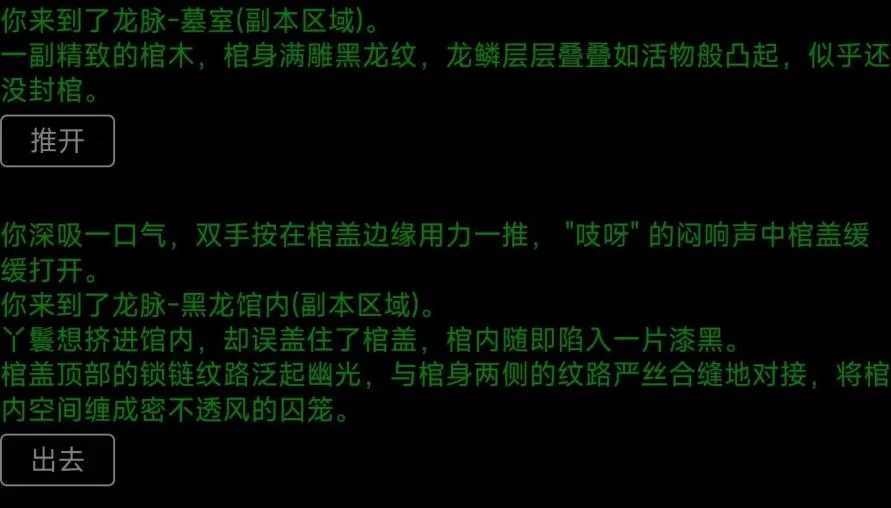 你来到了龙脉-墓室(副本区域)。
一副精致的棺木，棺身满雕黑龙纹，龙鳞层层叠叠如活物般凸起，似乎还
没封棺。
推开
你深吸一口气，双手按在棺盖边缘用力一推，"吱呀"的闷响声中棺盖缓
缓打开。
你来到了龙脉-黑龙馆内(副本区域)。
丫鬟想挤进馆内，却误盖住了棺盖，棺内随即陷入一片漆黑。
棺盖顶部的锁链纹路泛起幽光，与棺身两侧的纹路严丝合缝地对接，将棺
内空间缠成密不透风的囚笼。
出去